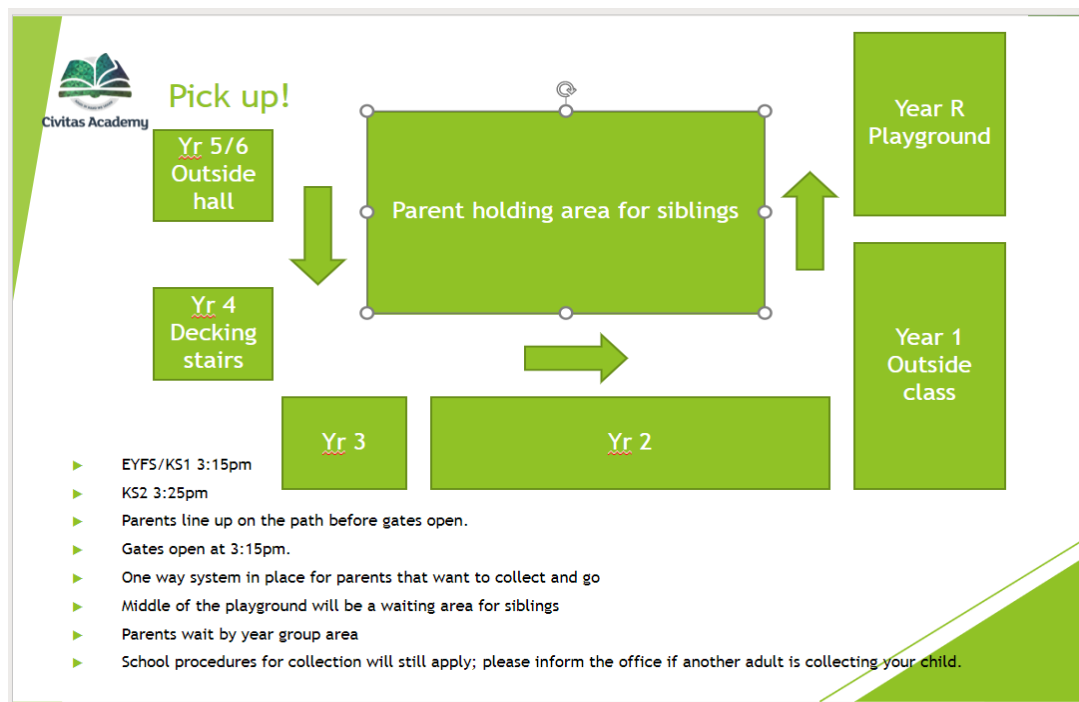 Civitas Academy
Pick up!
Yr 5/6
Outside
hall
Yr 4
Decking
stairs
Parent holding area for siblings
Year R
Playground
Year 1
Outside
class
Yr 3
Yr 2
EYFS/KS1 3:15pm
KS2 3:25pm
Parents line up on the path before gates open.
Gates open at 3:15pm.
One way system in place for parents that want to collect and go
Middle of the playground will be a waiting area for siblings
Parents wait by year group area
School procedures for collection will still apply; please inform the office if another adult is collecting your child.